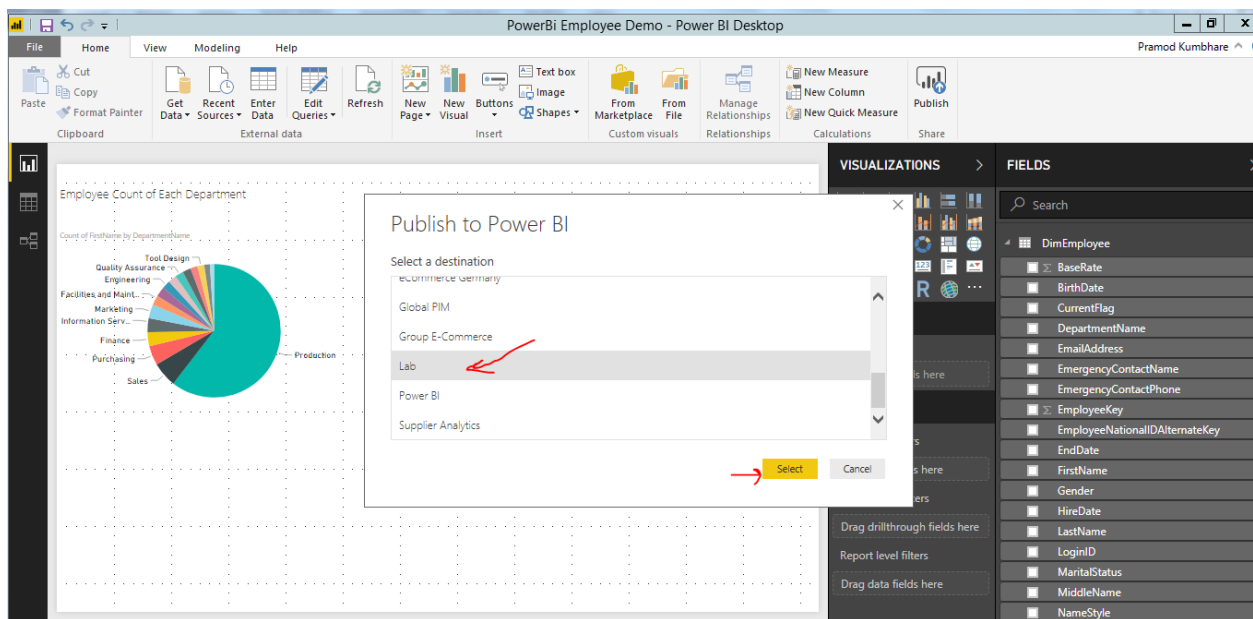 PowerBi Employee Demo - Power BI Desktop
File Home View Modeling Help
Pramod Kumbhare
Paste
Cut
Copy
Format Painter
Clipboard
Get Data
Recent Sources
Enter Data
Edit Queries
External data
Refresh
New Page
New Visual
Buttons
Text box
Image
Shapes
Insert
From Marketplace
From File
Custom visuals
Manage Relationships
Relationships
New Measure
New Column
New Quick Measure
Calculations
Publish
Share
Employee Count of Each Department
Count of FirstName by DepartmentName
Tool Design
Quality Assurance
Engineering
Facilities and Maint...
Marketing
Information Serv...
Finance
Purchasing
Sales
Production
Publish to Power BI
Select a destination
eCommerce Germany
Global PIM
Group E-Commerce
Lab
Power BI
Supplier Analytics
Select
Cancel
VISUALIZATIONS
123
R
ds here
rs
s here
ers
Drag drillthrough fields here
Report level filters
Drag data fields here
FIELDS
Search
DimEmployee
BaseRate
BirthDate
CurrentFlag
DepartmentName
EmailAddress
EmergencyContactName
EmergencyContactPhone
EmployeeKey
EmployeeNationalIDAlternateKey
EndDate
FirstName
Gender
HireDate
LastName
LoginID
MaritalStatus
MiddleName
NameStyle